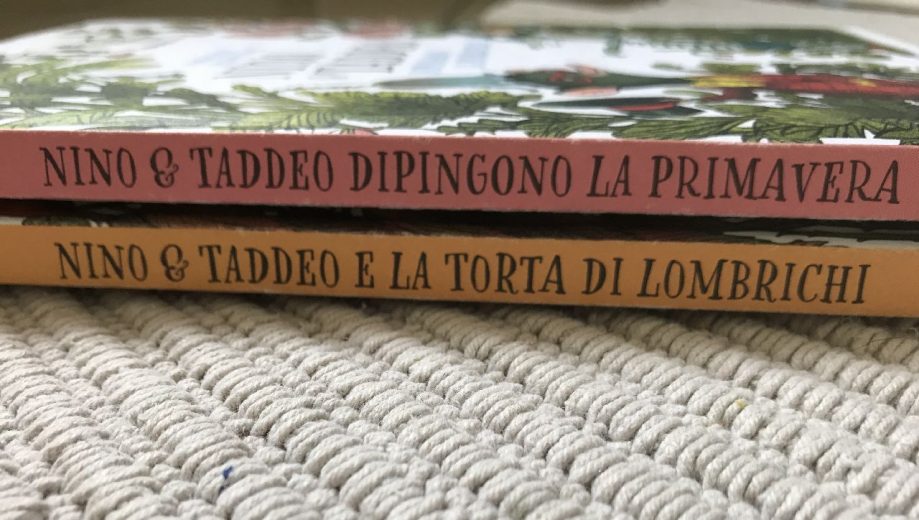 NINO & TADDEO DIPINGONO LA PRIMAVERA
NINO & TADDEO E LA TORTA DI LOMBRICHI